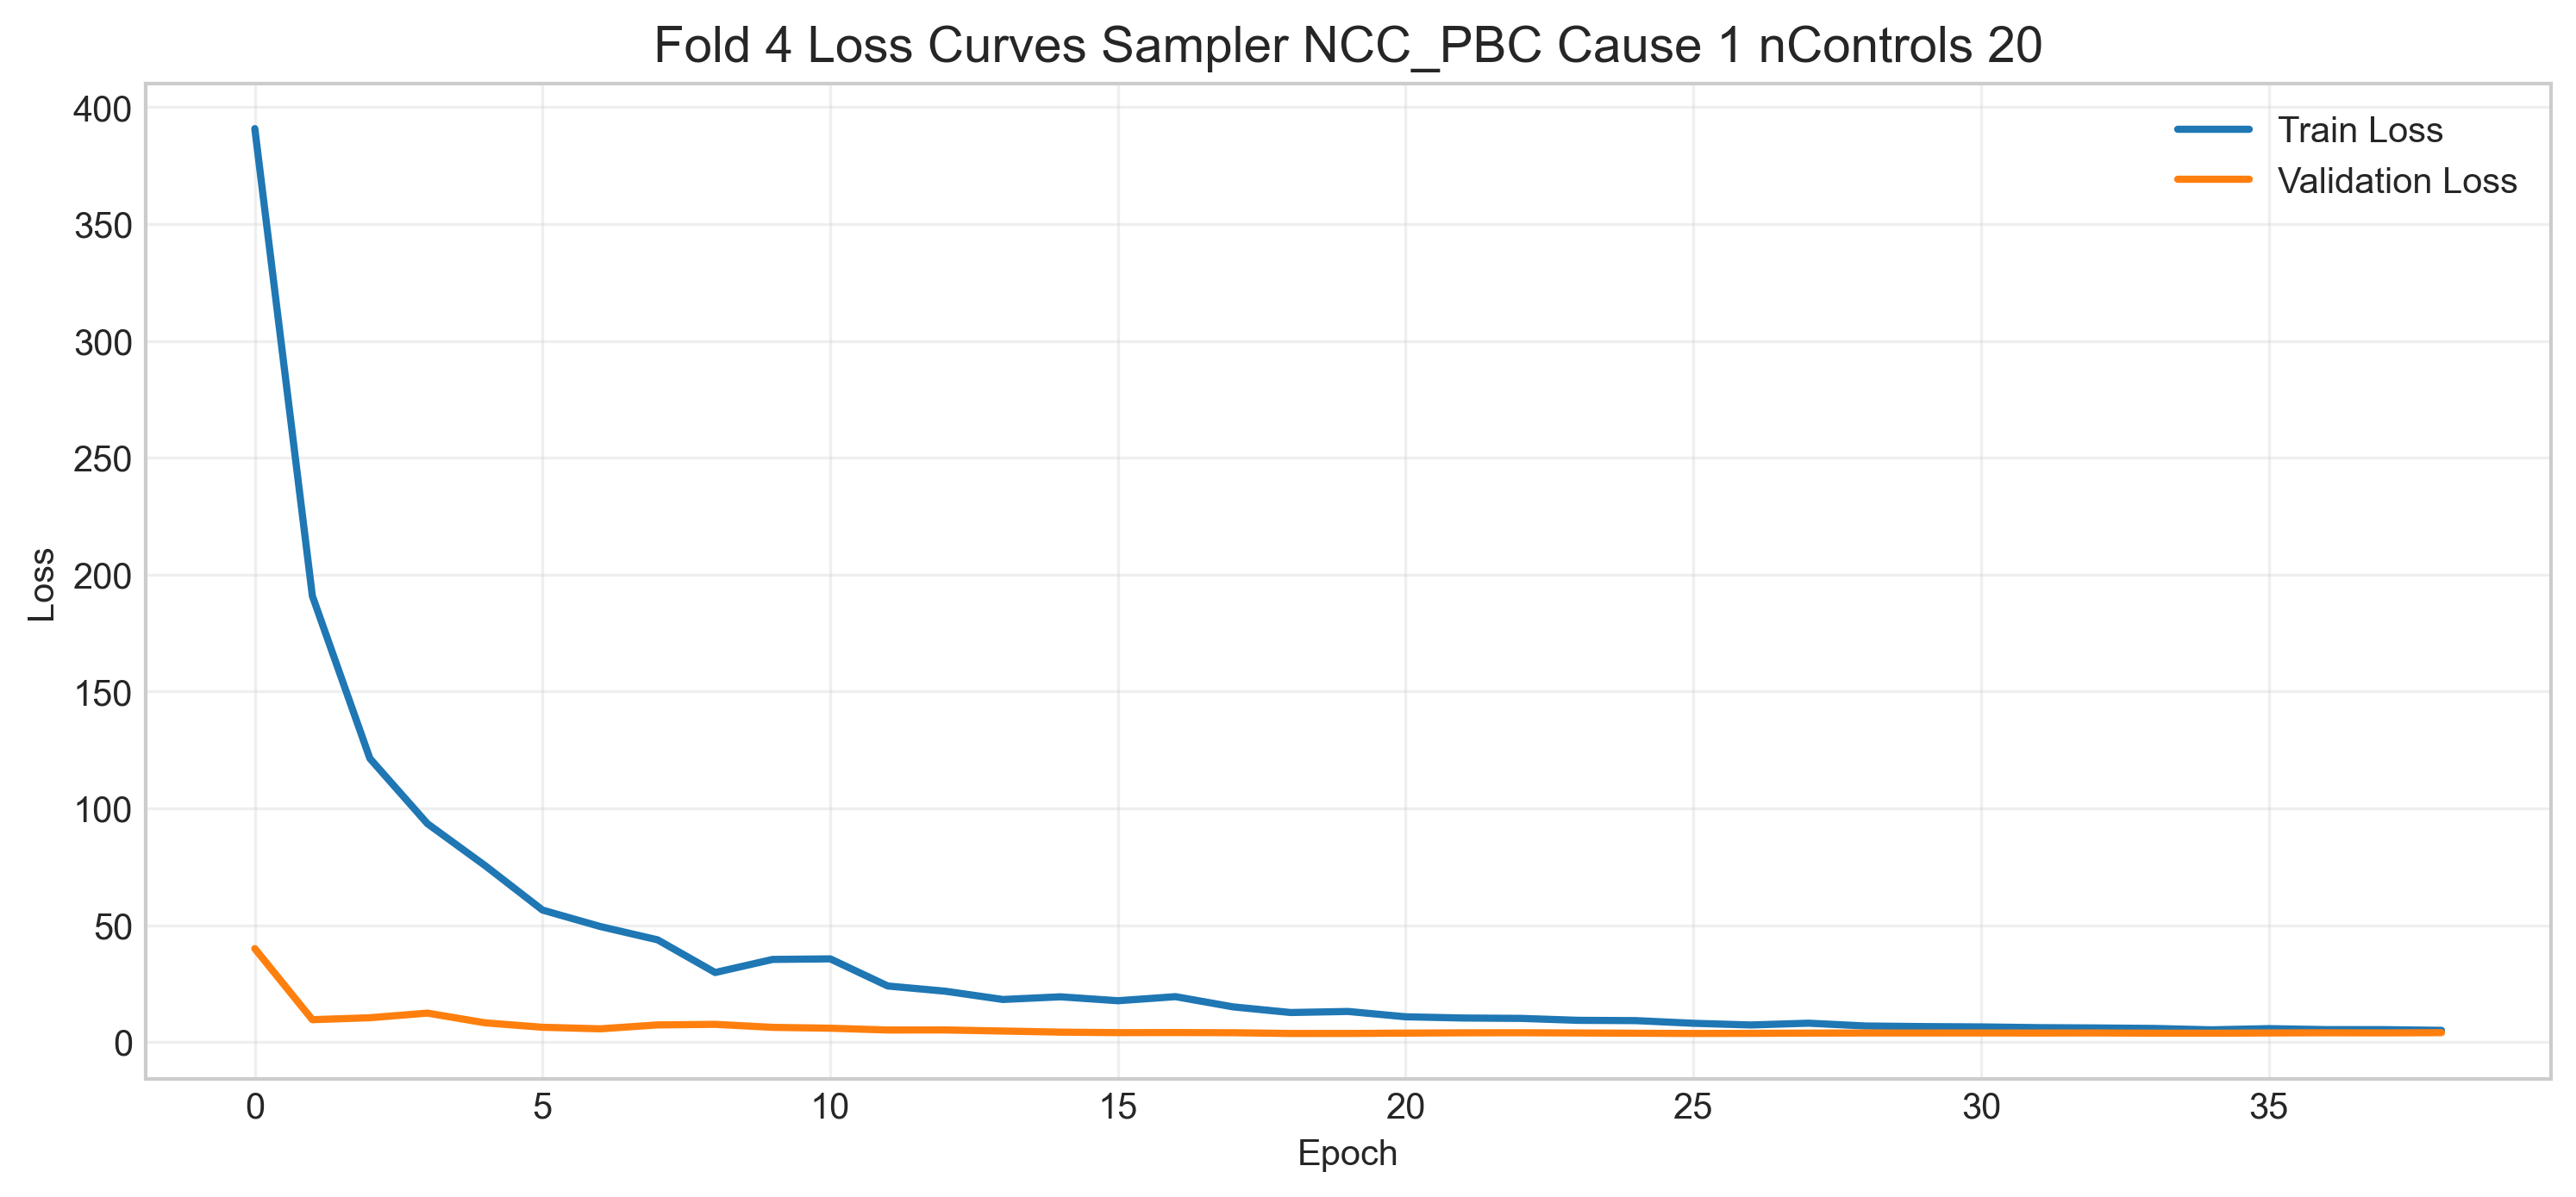 Fold 4 Loss Curves Sampler NCC_PBC Cause 1 nControls 20
Train Loss
Validation Loss
400
350
300
250
200
150
100
50
0
Loss
0 5 10 15 20 25 30 35
Epoch